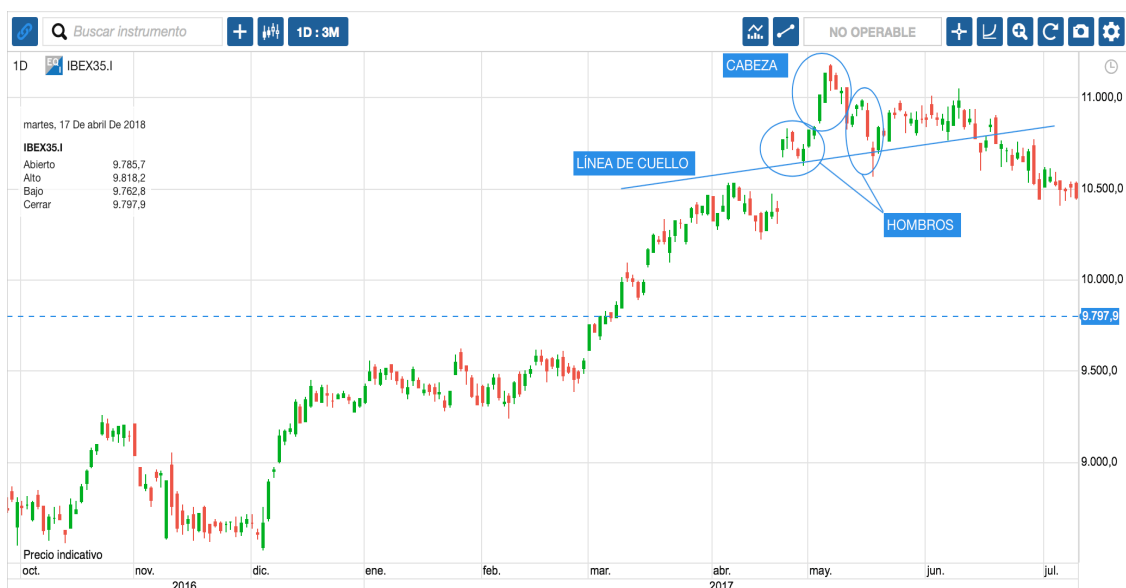 Buscar instrumento
1D : 3M
NO OPERABLE
1D
EQ I
IBEX35.I
CABEZA
martes, 17 De abril De 2018
IBEX35.I
Abierto 9.785,7
Alto 9.818,2
Bajo 9.762,8
Cerrar 9.797,9
LÍNEA DE CUELLO
HOMBROS
11.000,0
10.500,0
10.000,0
9.797,9
9.500,0
9.000,0
Precio indicativo
oct. nov. dic. ene. feb. mar. abr. may. jun. jul.
2016 2017